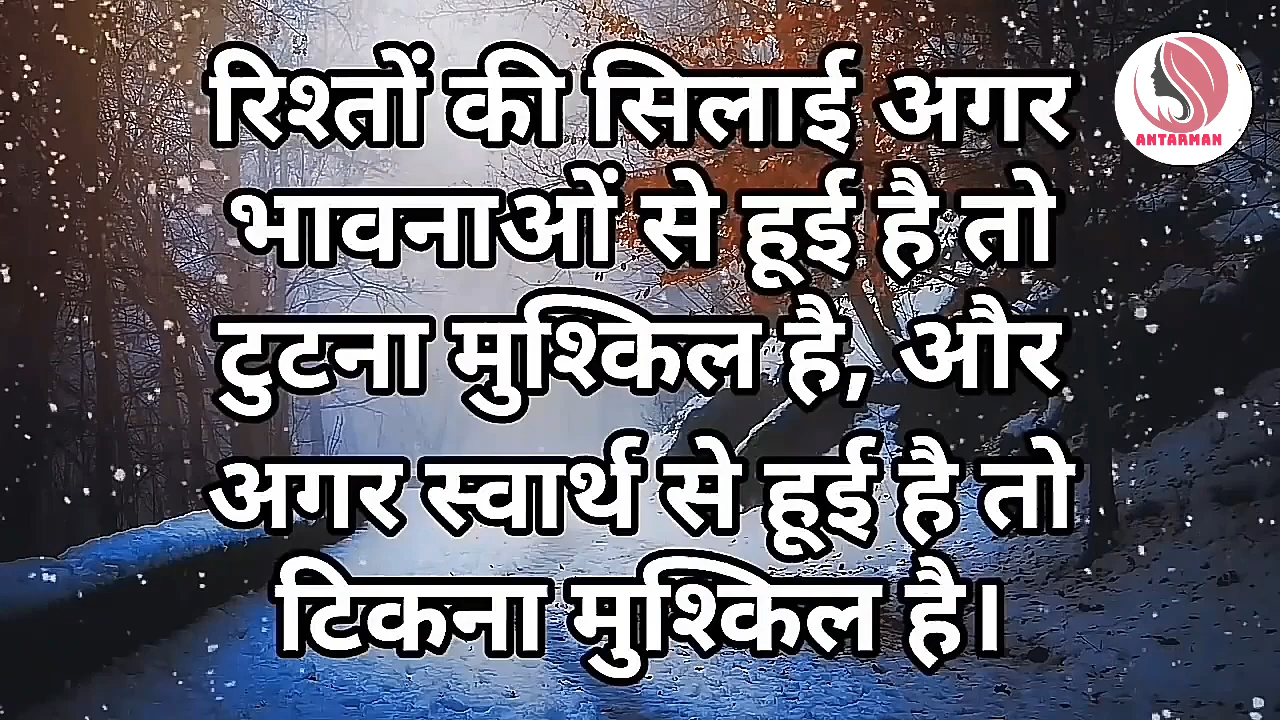 रिश्तों की सिलाई अगर
भावनाओं से हूई है तो
टुटना मुश्किल है, और
अगर स्वार्थ से हूई है तो
टिकना मुश्किल है।
ANTARMAN